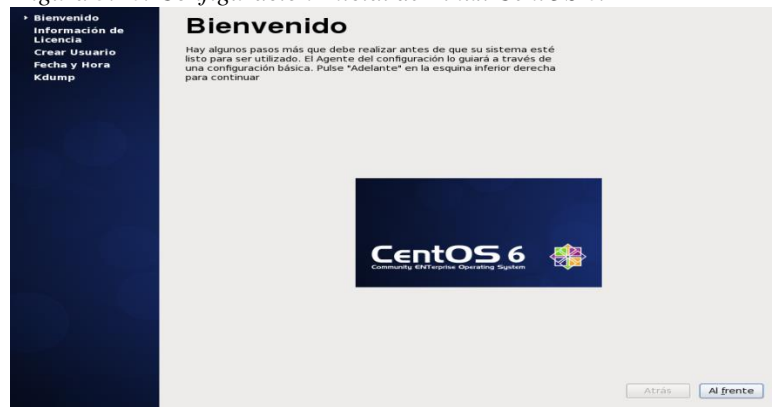 Bienvenido
Información de
Licencia
Crear Usuario
Fecha y Hora
Kdump
Bienvenido
Hay algunos pasos más que debe realizar antes de que su sistema esté
listo para ser utilizado. El Agente del configuración lo guiará a través de
una configuración básica. Pulse "Adelante" en la esquina inferior derecha
para continuar
CentOS 6
Community ENTerprise Operating System
Atrás
Al frente